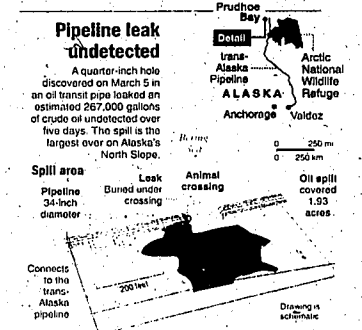 Pipeline leak
undetected
A quarter-inch hole
discovered on March 5 in
an oil transit pipe leaked an
estimated 267,000 gallons
of crude oil undetected over
five days. The spill is the
largest ever on Alaska's
North Slope.
Prudhoe
Bay
Detail
trans-
Alaska
Pipeline
Arctic
National
Wildlife
Refuge
ALASKA
Anchorage
Valdez
Bering
Sea
0 250 mi
0 250 km
Spill area
Pipeline
34-inch
diameter
Leak
Buried under
crossing
Animal
crossing
Oil spill
covered
1.93
acres
200 feet
Connects
to the
trans-
Alaska
pipeline
Drawing is
schematic